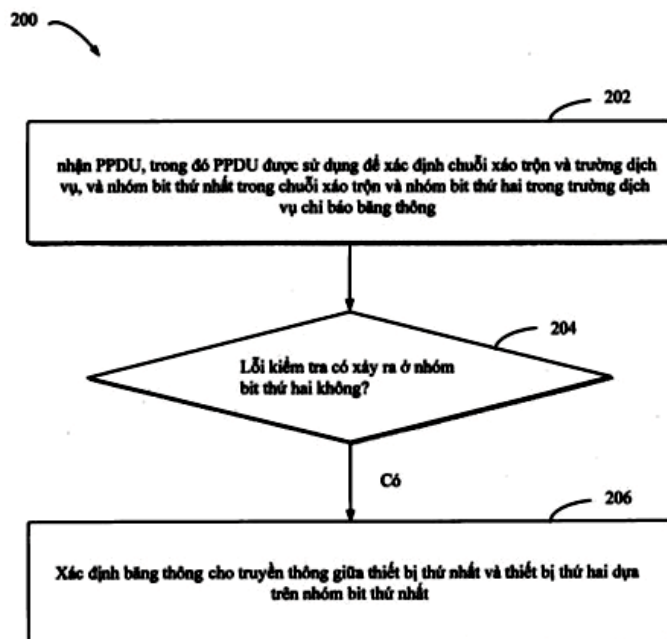 200
202
nhận PPDU, trong đó PPDU được sử dụng để xác định chuỗi xáo trộn và trường dịch
vụ, và nhóm bit thứ nhất trong chuỗi xáo trộn và nhóm bit thứ hai trong trường dịch
vụ chỉ báo băng thông
204
Lỗi kiểm tra có xảy ra ở nhóm
bit thứ hai không?
Có
206
Xác định băng thông cho truyền thông giữa thiết bị thứ nhất và thiết bị thứ hai dựa
trên nhóm bit thứ nhất